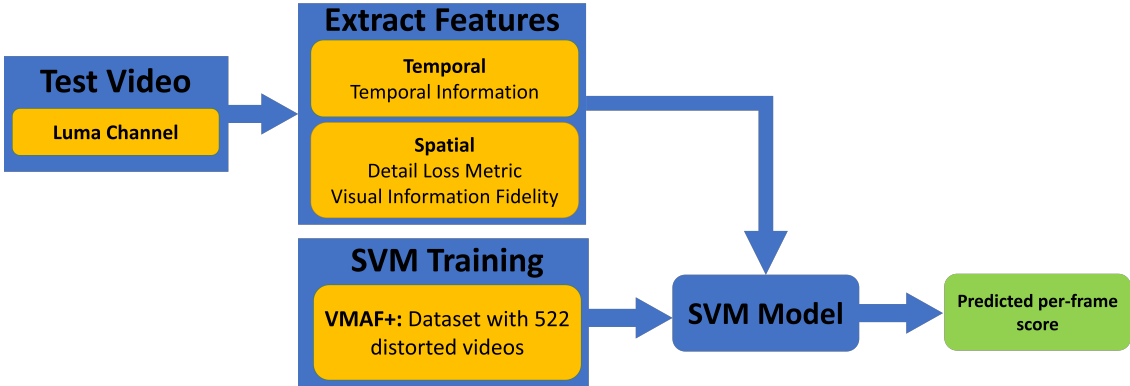 Test Video
Luma Channel
Extract Features
Temporal
Temporal Information
Spatial
Detail Loss Metric
Visual Information Fidelity
SVM Training
VMAF+: Dataset with 522
distorted videos
SVM Model
Predicted per-frame
score